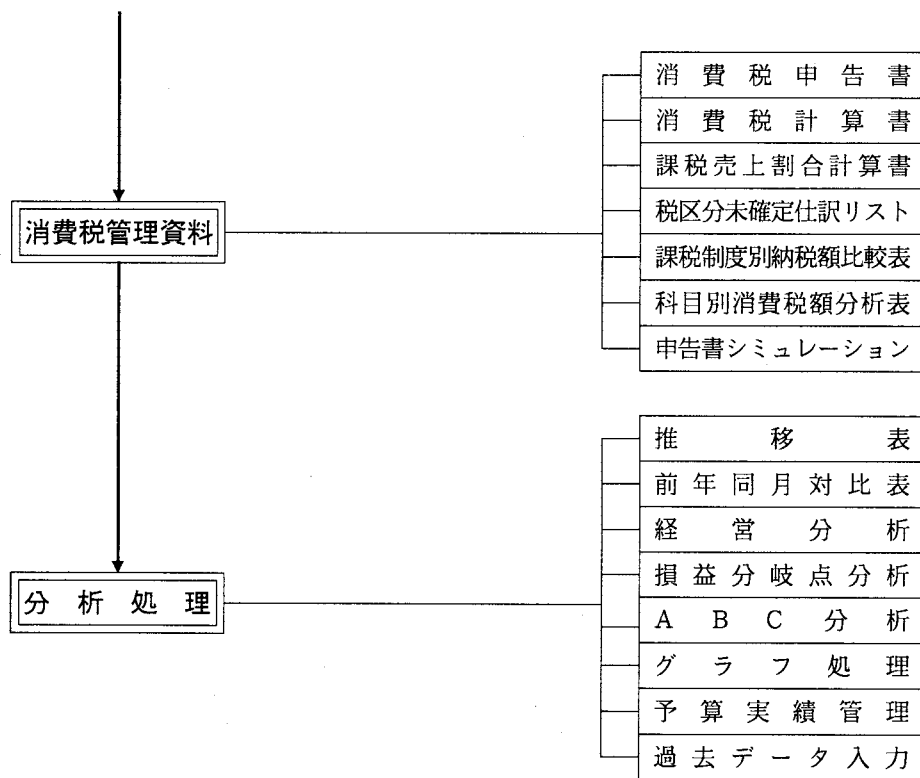 消費税管理資料
消費税申告書
消費税計算書
課税売上割合計算書
税区分未確定仕訳リスト
課税制度別納税額比較表
科目別消費税額分析表
申告書シミュレーション
分析処理
推移表
前年同月対比表
経営分析
損益分岐点分析
ABC分析
グラフ処理
予算実績管理
過去データ入力